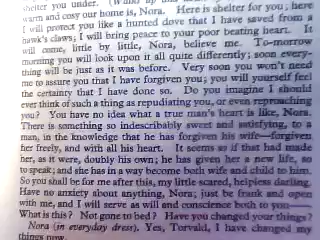 shelter you under.
warm and cosy our home is, Nora. Here is shelter for you; here
I will protect you like a hunted dove that I have saved from a
hawk's claws; I will bring peace to your poor beating heart. It
will come, little by little, Nora, believe me. To-morrow
morning you will look upon it all quite differently; soon every-
thing will be just as it was before. Very soon you won't need
me to assure you that I have forgiven you; you will yourself feel
the certainty that I have done so. Do you imagine I should
ever think of such a thing as repudiating you, or even reproaching
you? You have no idea what a true man's heart is like, Nora.
There is something so indescribably sweet and satisfying, to a
man, in the knowledge that he has forgiven his wife—forgiven
her freely, and with all his heart. It seems as if that had made
her, as it were, doubly his own; he has given her a new life, so
to speak; and she has in a way become both wife and child to him.
So you shall be for me after this, my little scared, helpless darling.
Have no anxiety about anything, Nora; just be frank and open
with me, and I will serve as will and conscience both to you—
What is this? Not gone to bed? Have you changed your things?
Nora (in everyday dress). Yes, Torvald, I have changed my
things now.